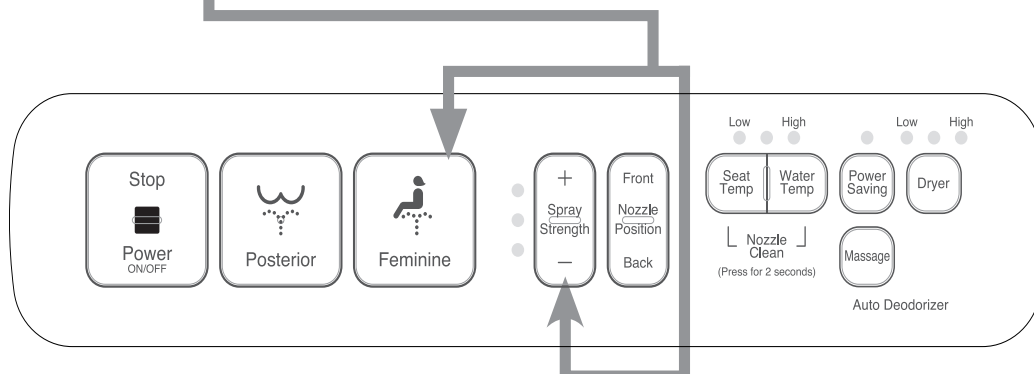 Stop
Power
ON/OFF
Posterior
Feminine
+
Spray
Strength
−
Front
Nozzle
Position
Back
Low High
Seat
Temp
Water
Temp
Nozzle
Clean
(Press for 2 seconds)
Low High
Power
Saving
Dryer
Massage
Auto Deodorizer